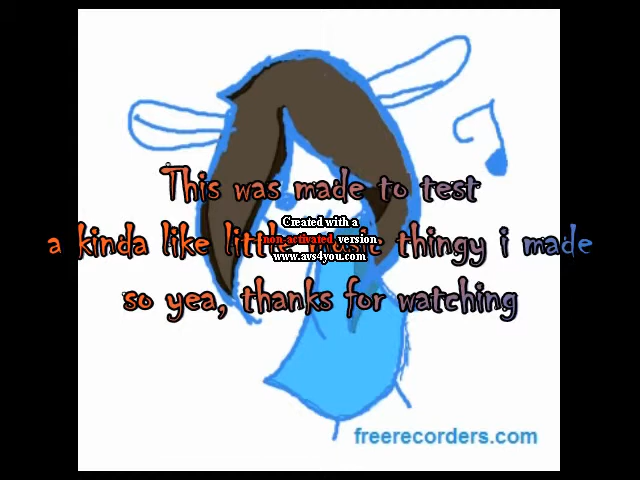 This was made to test
Created with a
a kinda like little music thingy i made
non-activated version
www.avs4you.com
so yea, thanks for watching
freerecorders.com